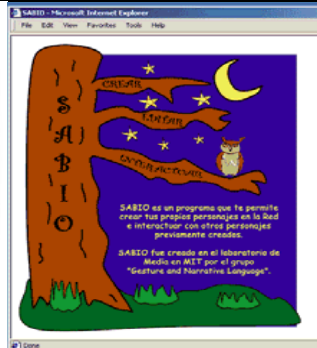 SABIO - Microsoft Internet Explorer
File Edit View Favorites Tools Help
SABIO
CREAR
LIDIAR
INTERACTUAR
SABIO es un programa que te permite
crear tus propios personajes en la Red
e interactuar con otros personajes
previamente creados.
SABIO fue creado en el laboratorio de
Media en MIT por el grupo
"Gesture and Narrative Language".
Done